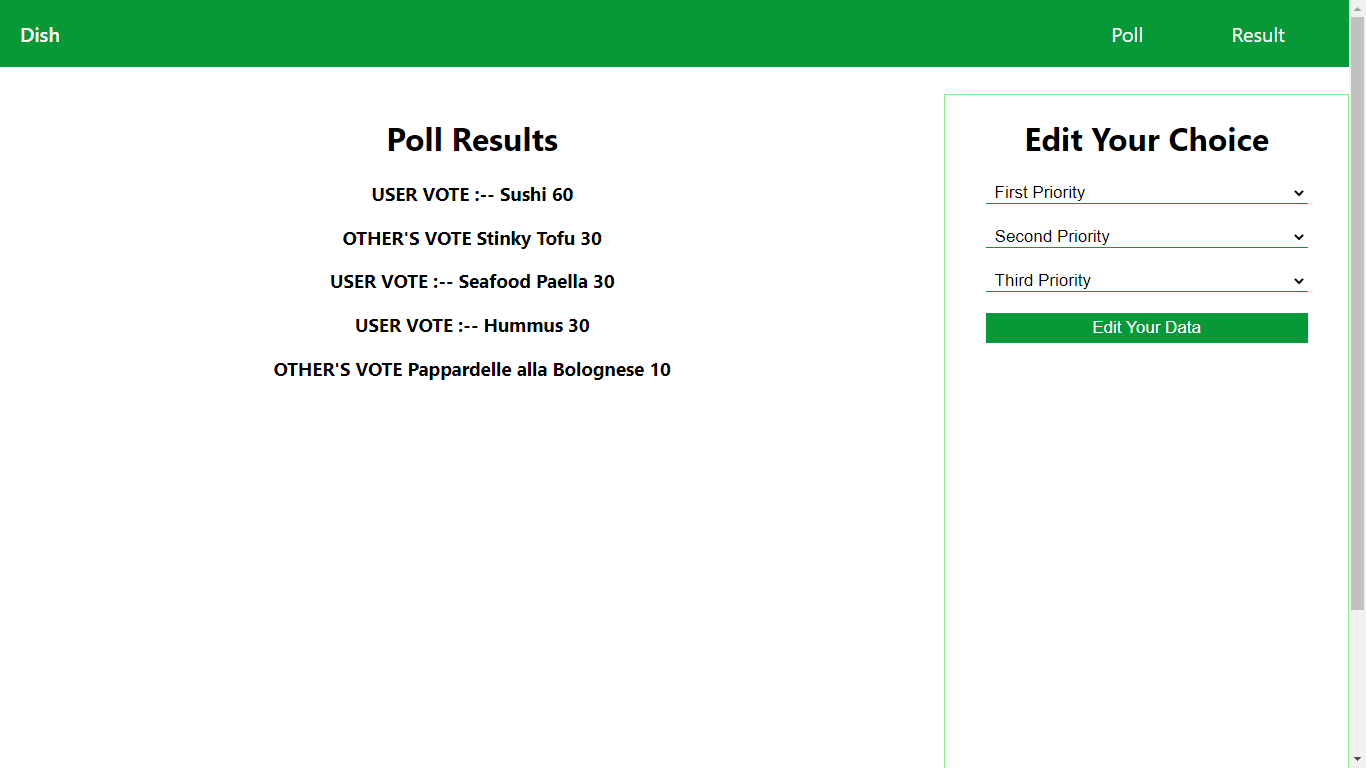 Dish
Poll
Result
Poll Results
USER VOTE :-- Sushi 60
OTHER'S VOTE Stinky Tofu 30
USER VOTE :-- Seafood Paella 30
USER VOTE :-- Hummus 30
OTHER'S VOTE Pappardelle alla Bolognese 10
Edit Your Choice
First Priority
Second Priority
Third Priority
Edit Your Data